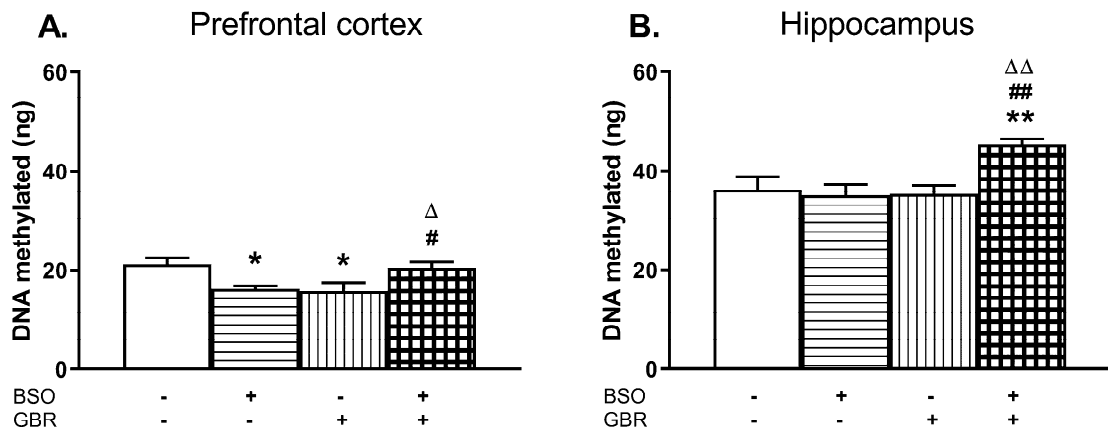 A. Prefrontal cortex
DNA methylated (ng)
60
40
20
0
*
*
Δ
#
BSO - + - +
GBR - - + +
B. Hippocampus
DNA methylated (ng)
60
40
20
0
ΔΔ
##
**
BSO - + - +
GBR - - + +